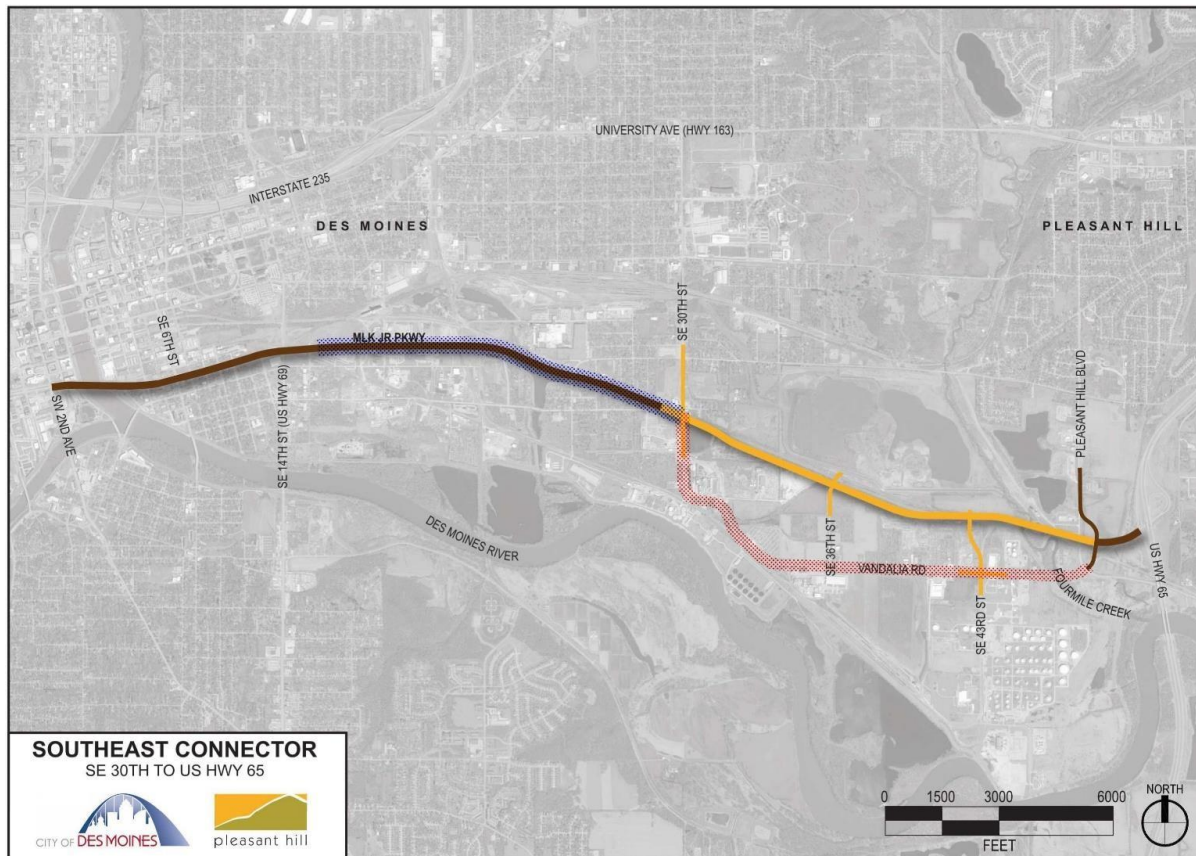 UNIVERSITY AVE (HWY 163)
INTERSTATE 235
DES MOINES
PLEASANT HILL
SE 6TH ST
MLK JR PKWY
SE 30TH ST
SW 2ND AVE
SE 14TH ST (US HWY 69)
PLEASANT HILL BLVD
DES MOINES RIVER
SE 36TH ST
VANDALIA RD
SE 43RD ST
FOURMILE CREEK
US HWY 65
SOUTHEAST CONNECTOR
SE 30TH TO US HWY 65
CITY OF DES MOINES
pleasant hill
0 1500 3000 6000
FEET
NORTH